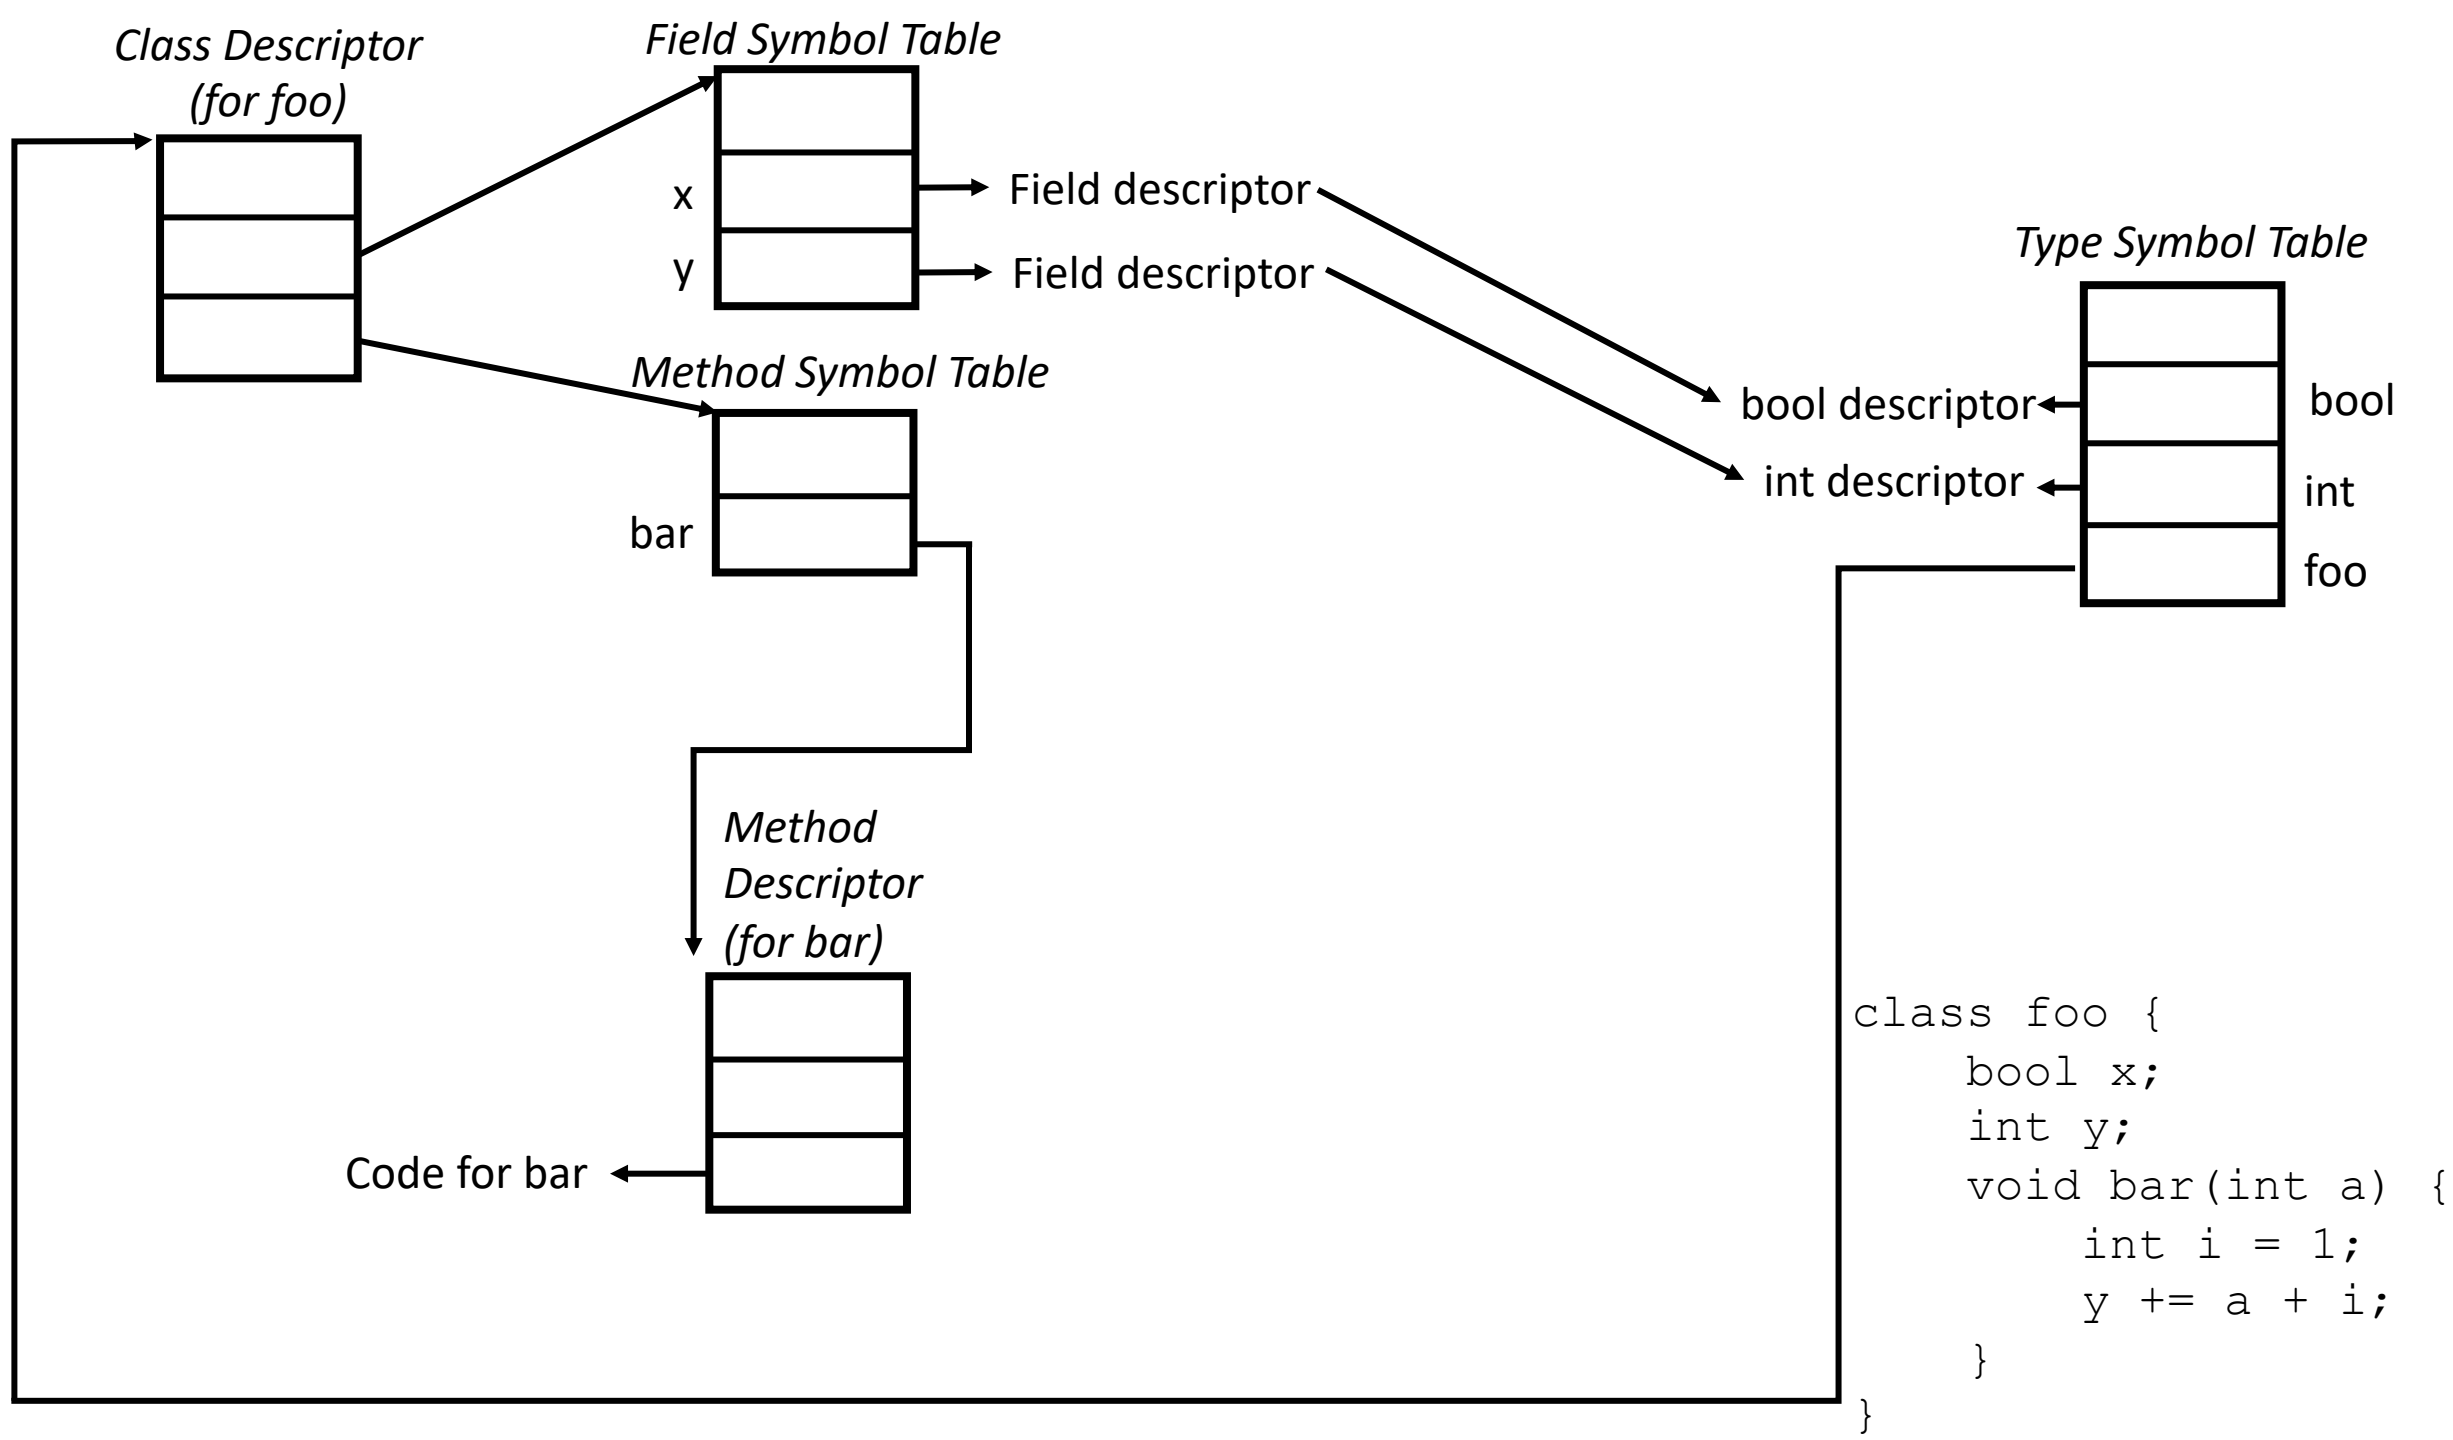 Class Descriptor
(for foo)
Field Symbol Table
x
Field descriptor
y
Field descriptor
Type Symbol Table
bool descriptor
bool
int descriptor
int
foo
Method Symbol Table
bar
Method
Descriptor
(for bar)
Code for bar
class foo {
    bool x;
    int y;
    void bar(int a) {
        int i = 1;
        y += a + i;
    }
}